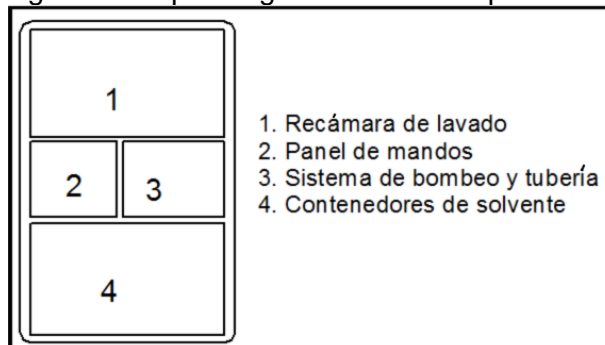 1
2
3
4
1. Recámara de lavado
2. Panel de mandos
3. Sistema de bombeo y tubería
4. Contenedores de solvente